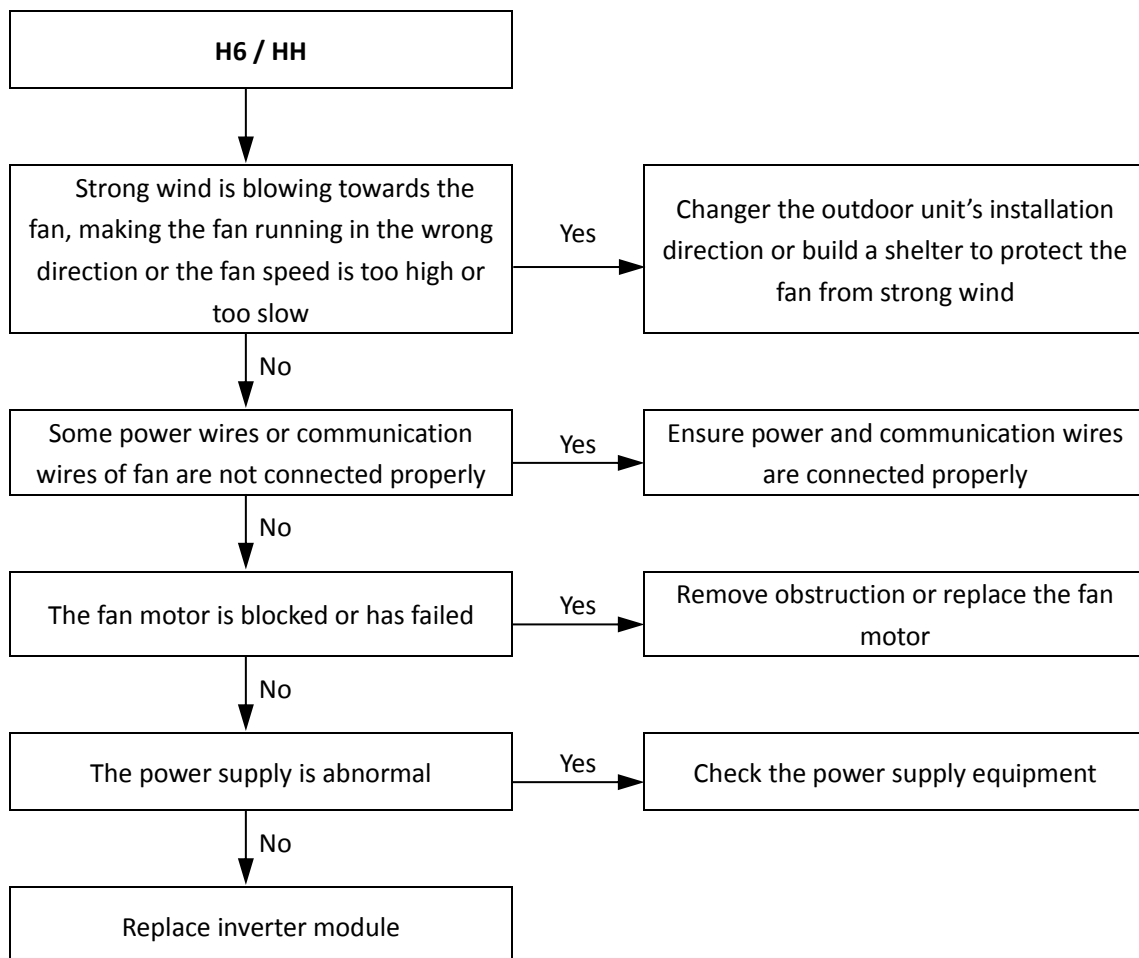 H6 / HH
Strong wind is blowing towards the
fan, making the fan running in the wrong
direction or the fan speed is too high or
too slow
Yes
Changer the outdoor unit’s installation
direction or build a shelter to protect the
fan from strong wind
No
Some power wires or communication
wires of fan are not connected properly
Yes
Ensure power and communication wires
are connected properly
No
The fan motor is blocked or has failed
Yes
Remove obstruction or replace the fan
motor
No
The power supply is abnormal
Yes
Check the power supply equipment
No
Replace inverter module